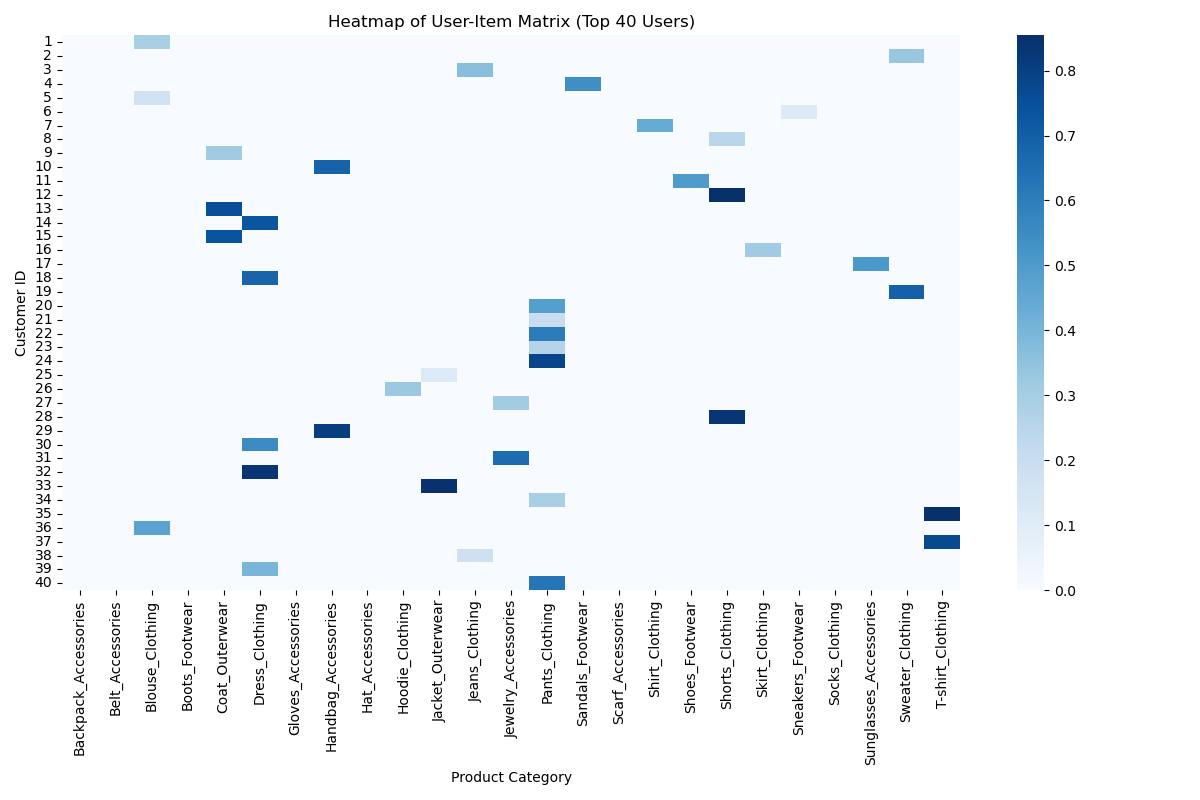 Heatmap of User-Item Matrix (Top 40 Users)
Customer ID
1
2
3
4
5
6
7
8
9
10
11
12
13
14
15
16
17
18
19
20
21
22
23
24
25
26
27
28
29
30
31
32
33
34
35
36
37
38
39
40
Backpack_Accessories
Belt_Accessories
Blouse_Clothing
Boots_Footwear
Coat_Outerwear
Dress_Clothing
Gloves_Accessories
Handbag_Accessories
Hat_Accessories
Hoodie_Clothing
Jacket_Outerwear
Jeans_Clothing
Jewelry_Accessories
Pants_Clothing
Sandals_Footwear
Scarf_Accessories
Shirt_Clothing
Shoes_Footwear
Shorts_Clothing
Skirt_Clothing
Sneakers_Footwear
Socks_Clothing
Sunglasses_Accessories
Sweater_Clothing
T-shirt_Clothing
Product Category
0.8
0.7
0.6
0.5
0.4
0.3
0.2
0.1
0.0